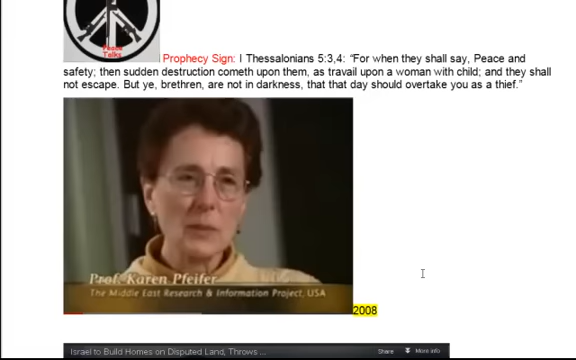 Peace
Talks
Prophecy Sign: I Thessalonians 5:3,4: “For when they shall say, Peace and
safety; then sudden destruction cometh upon them, as travail upon a woman with child; and they shall
not escape. But ye, brethren, are not in darkness, that that day should overtake you as a thief.”
Prof. Karen Pfeifer
The Middle East Research & Information Project, USA
2008
Israel to Build Homes on Disputed Land, Throws ...
Share
More info